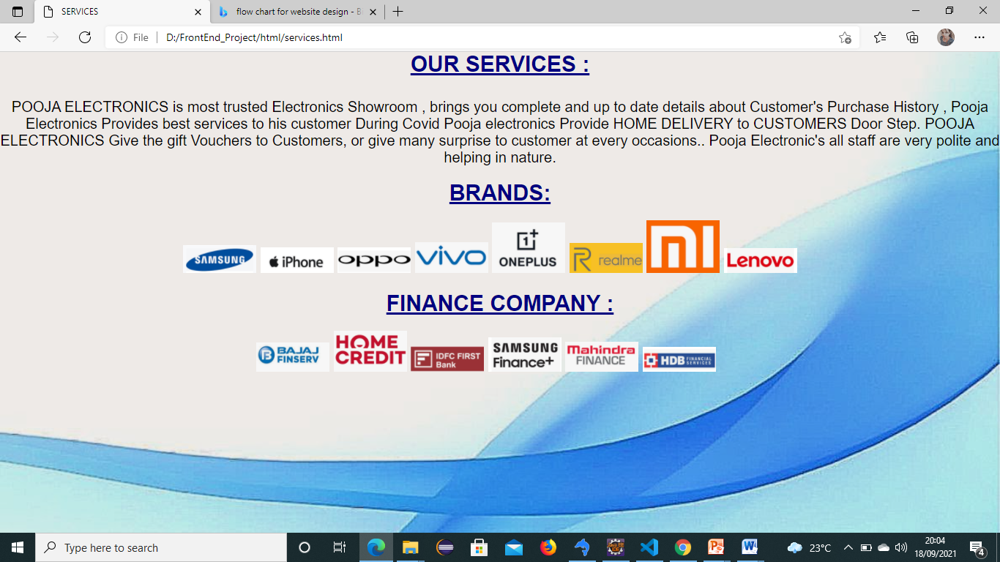 SERVICES
flow chart for website design - B
File
D:/FrontEnd_Project/html/services.html
OUR SERVICES :
POOJA ELECTRONICS is most trusted Electronics Showroom , brings you complete and up to date details about Customer's Purchase History , Pooja
Electronics Provides best services to his customer During Covid Pooja electronics Provide HOME DELIVERY to CUSTOMERS Door Step. POOJA
ELECTRONICS Give the gift Vouchers to Customers, or give many surprise to customer at every occasions.. Pooja Electronic's all staff are very polite and
helping in nature.
BRANDS:
SAMSUNG iPhone oppo vivo 1+ ONEPLUS R realme mi Lenovo
FINANCE COMPANY :
B BAJAJ FINSERV
HOME CREDIT
IDFC FIRST Bank
SAMSUNG Finance+
Mahindra FINANCE
HDB FINANCIAL SERVICES
Type here to search
23°C
20:04
18/09/2021
4